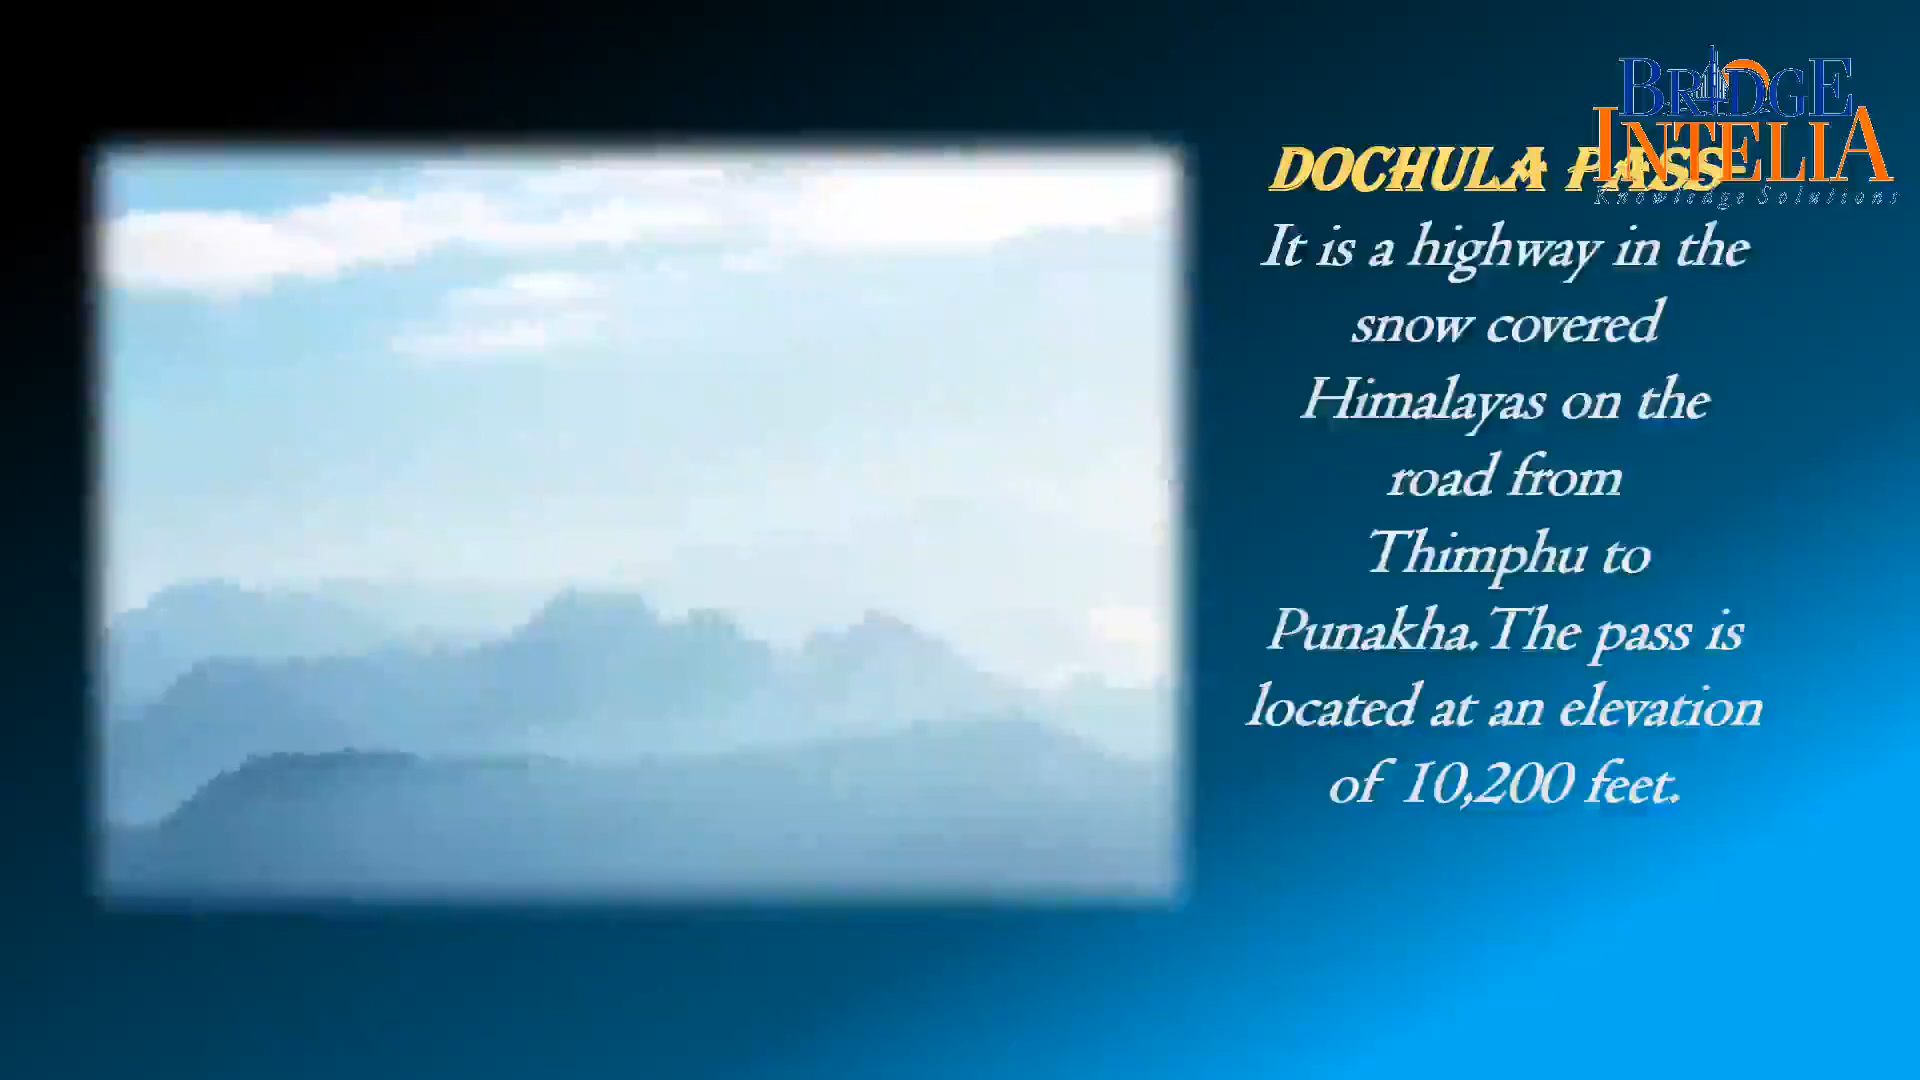 BRIDGE
INTELIA
Knowledge Solutions
DOCHULA PASS-
It is a highway in the
snow covered
Himalayas on the
road from
Thimphu to
Punakha. The pass is
located at an elevation
of 10,200 feet.